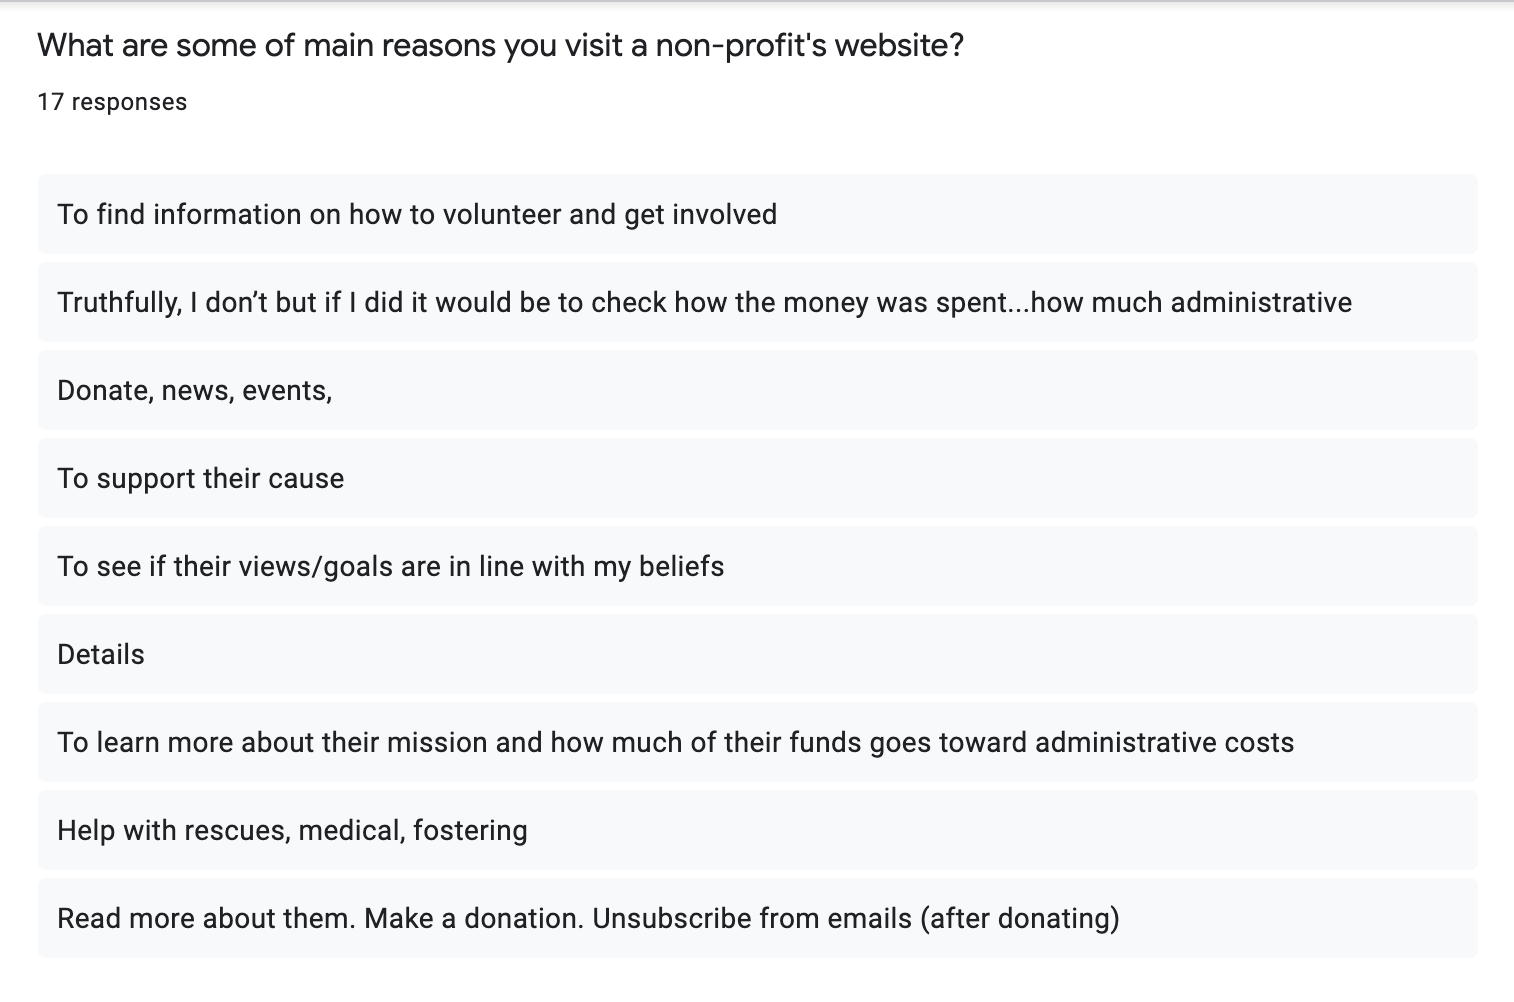 What are some of main reasons you visit a non-profit's website?
17 responses
To find information on how to volunteer and get involved
Truthfully, I don’t but if I did it would be to check how the money was spent...how much administrative
Donate, news, events,
To support their cause
To see if their views/goals are in line with my beliefs
Details
To learn more about their mission and how much of their funds goes toward administrative costs
Help with rescues, medical, fostering
Read more about them. Make a donation. Unsubscribe from emails (after donating)